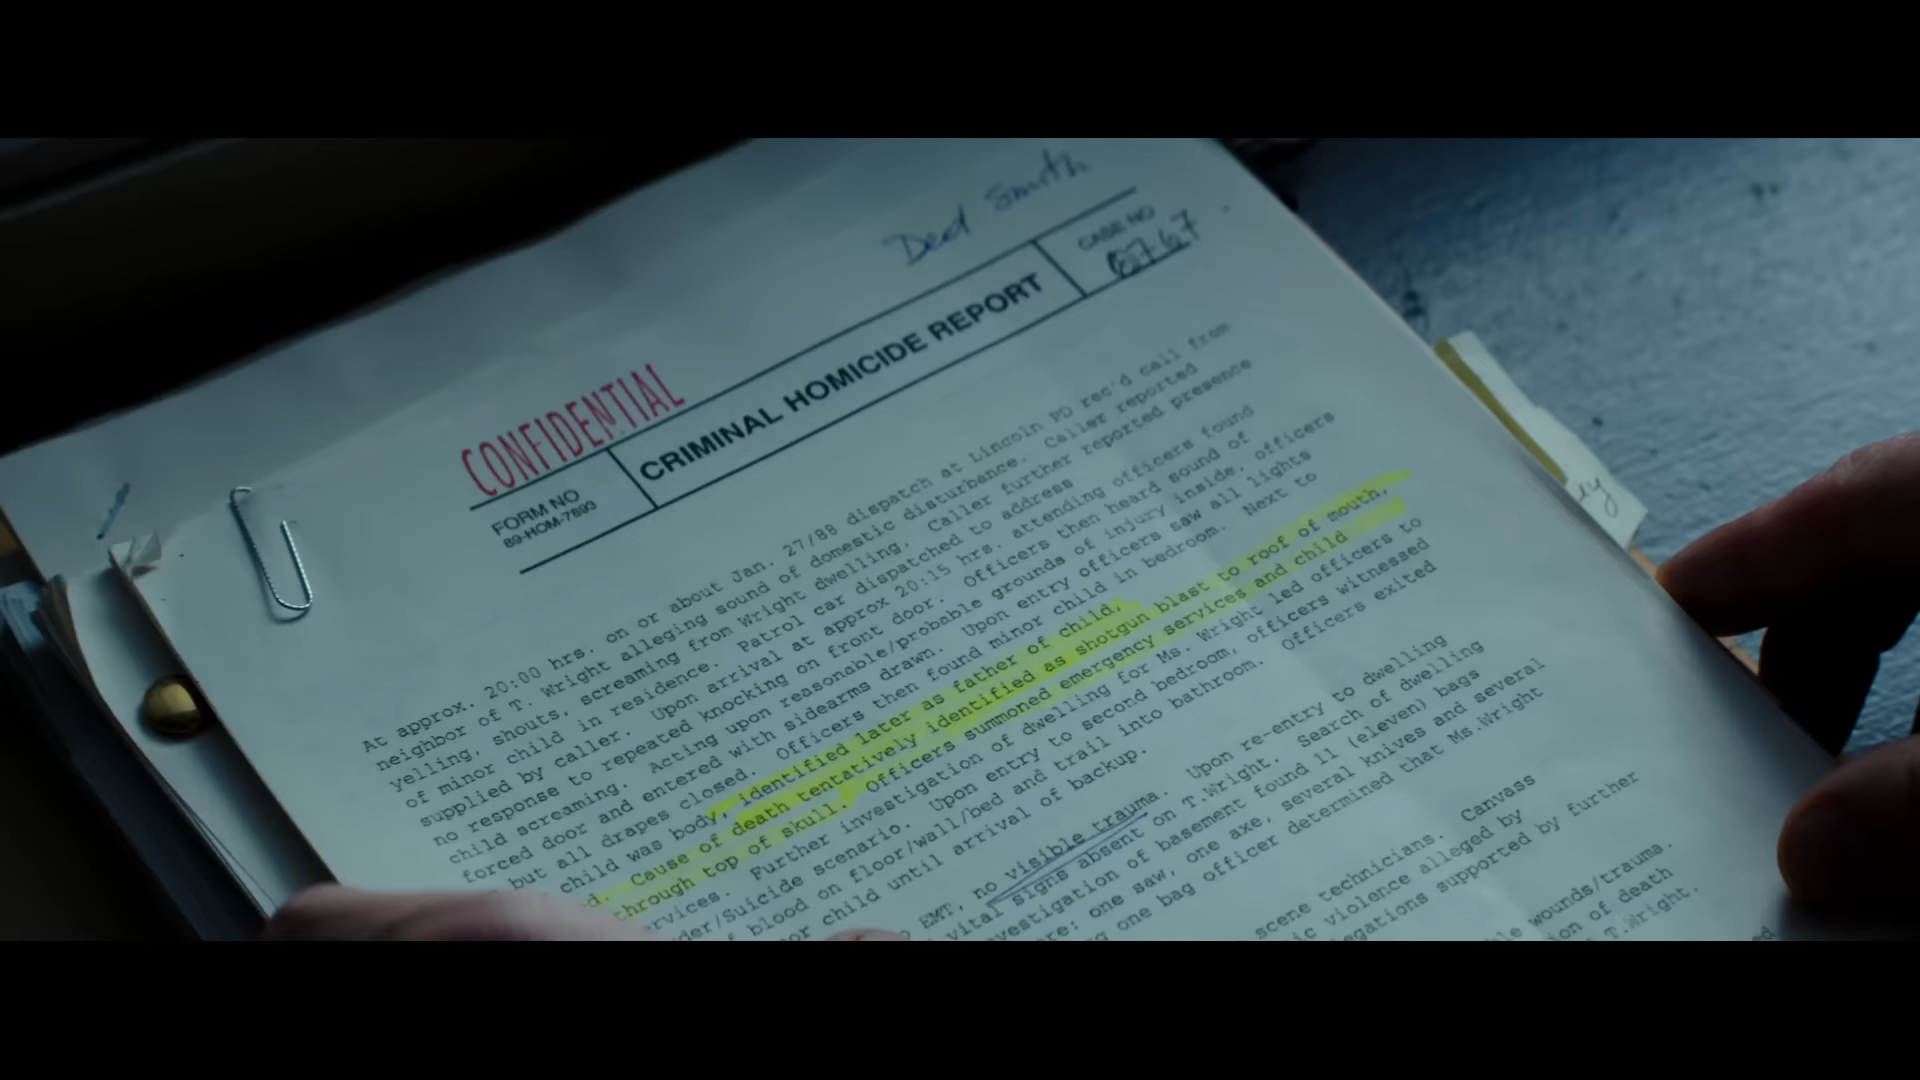 Smith
CASE NO
CONFIDENTIAL
FORM NO
89-HOM-7893
CRIMINAL HOMICIDE REPORT
At approx. 20:00 hrs. on or about Jan. 27/88 dispatch at Lincoln PD rec'd call from
neighbor of T. Wright alleging sound of domestic disturbance. Caller reported
yelling, shouts, screaming from Wright dwelling. Caller further reported presence
of minor child in residence. Patrol car dispatched to address
supplied by caller. Upon arrival at approx 20:15 hrs. attending officers found
no response to repeated knocking on front door. Officers then heard sound of
child screaming. Acting upon reasonable/probable grounds of injury inside, officers
forced door and entered with sidearms drawn. Upon entry officers saw all lights
but all drapes closed. Officers then found minor child in bedroom. Next to
child was body, identified later as father of child,
Cause of death tentatively identified as shotgun blast to roof of mouth,
through top of skull. Officers summoned emergency services and child
services. Further investigation of dwelling for Ms. Wright led officers to
/Suicide scenario. Upon entry to second bedroom, officers witnessed
blood on floor/wall/bed and trail into bathroom. Officers exited
child until arrival of backup.
EMT, no visible trauma. Upon re-entry to dwelling
vital signs absent on T.Wright. Search of dwelling
investigation of basement found 11 (eleven) bags
one saw, one axe, several knives and several
one bag officer determined that Ms.Wright
scene technicians. Canvass
violence alleged by
supported by further
wounds/trauma.
of death
T.Wright.